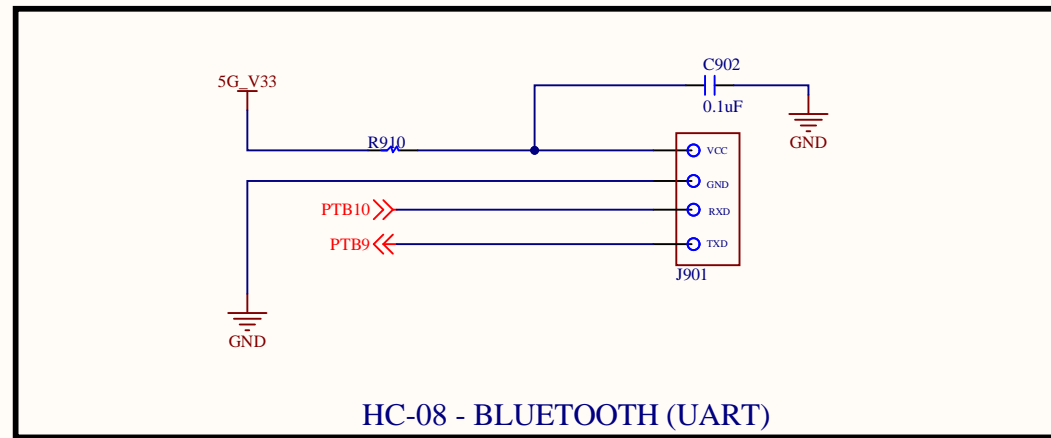 C902
5G_V33
0.1uF
GND
R910
VCC
GND
PTB10
RXD
PTB9
TXD
J901
GND
HC-08 - BLUETOOTH (UART)